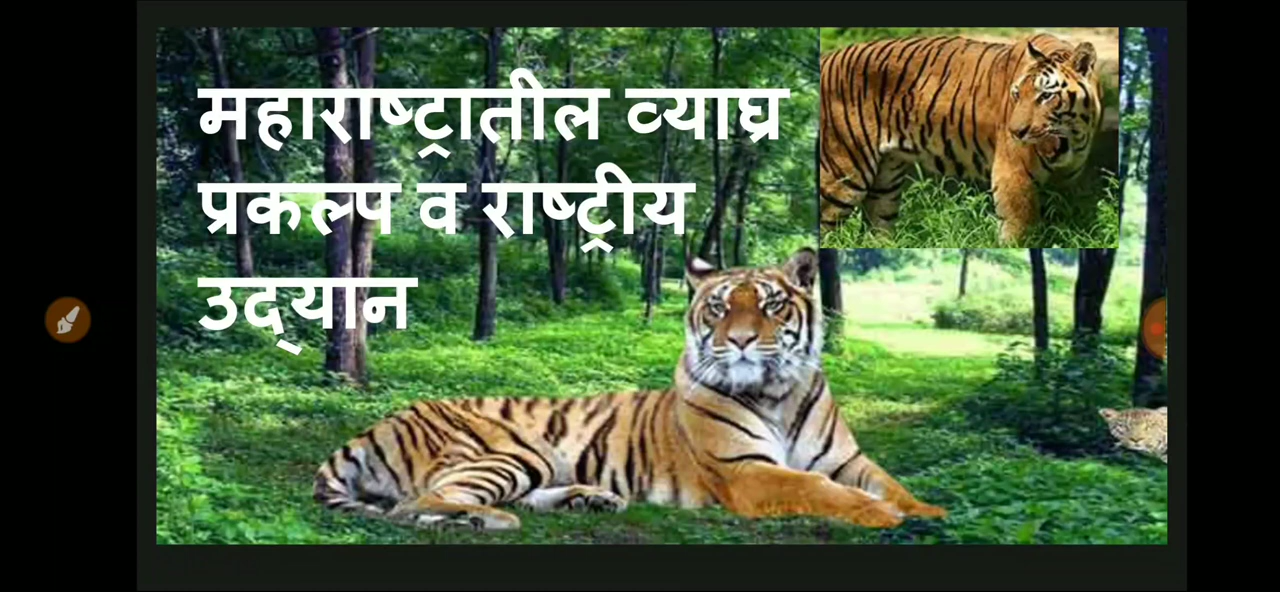 महाराष्ट्रातील व्याघ्र
प्रकल्प व राष्ट्रीय
उद्‌यान